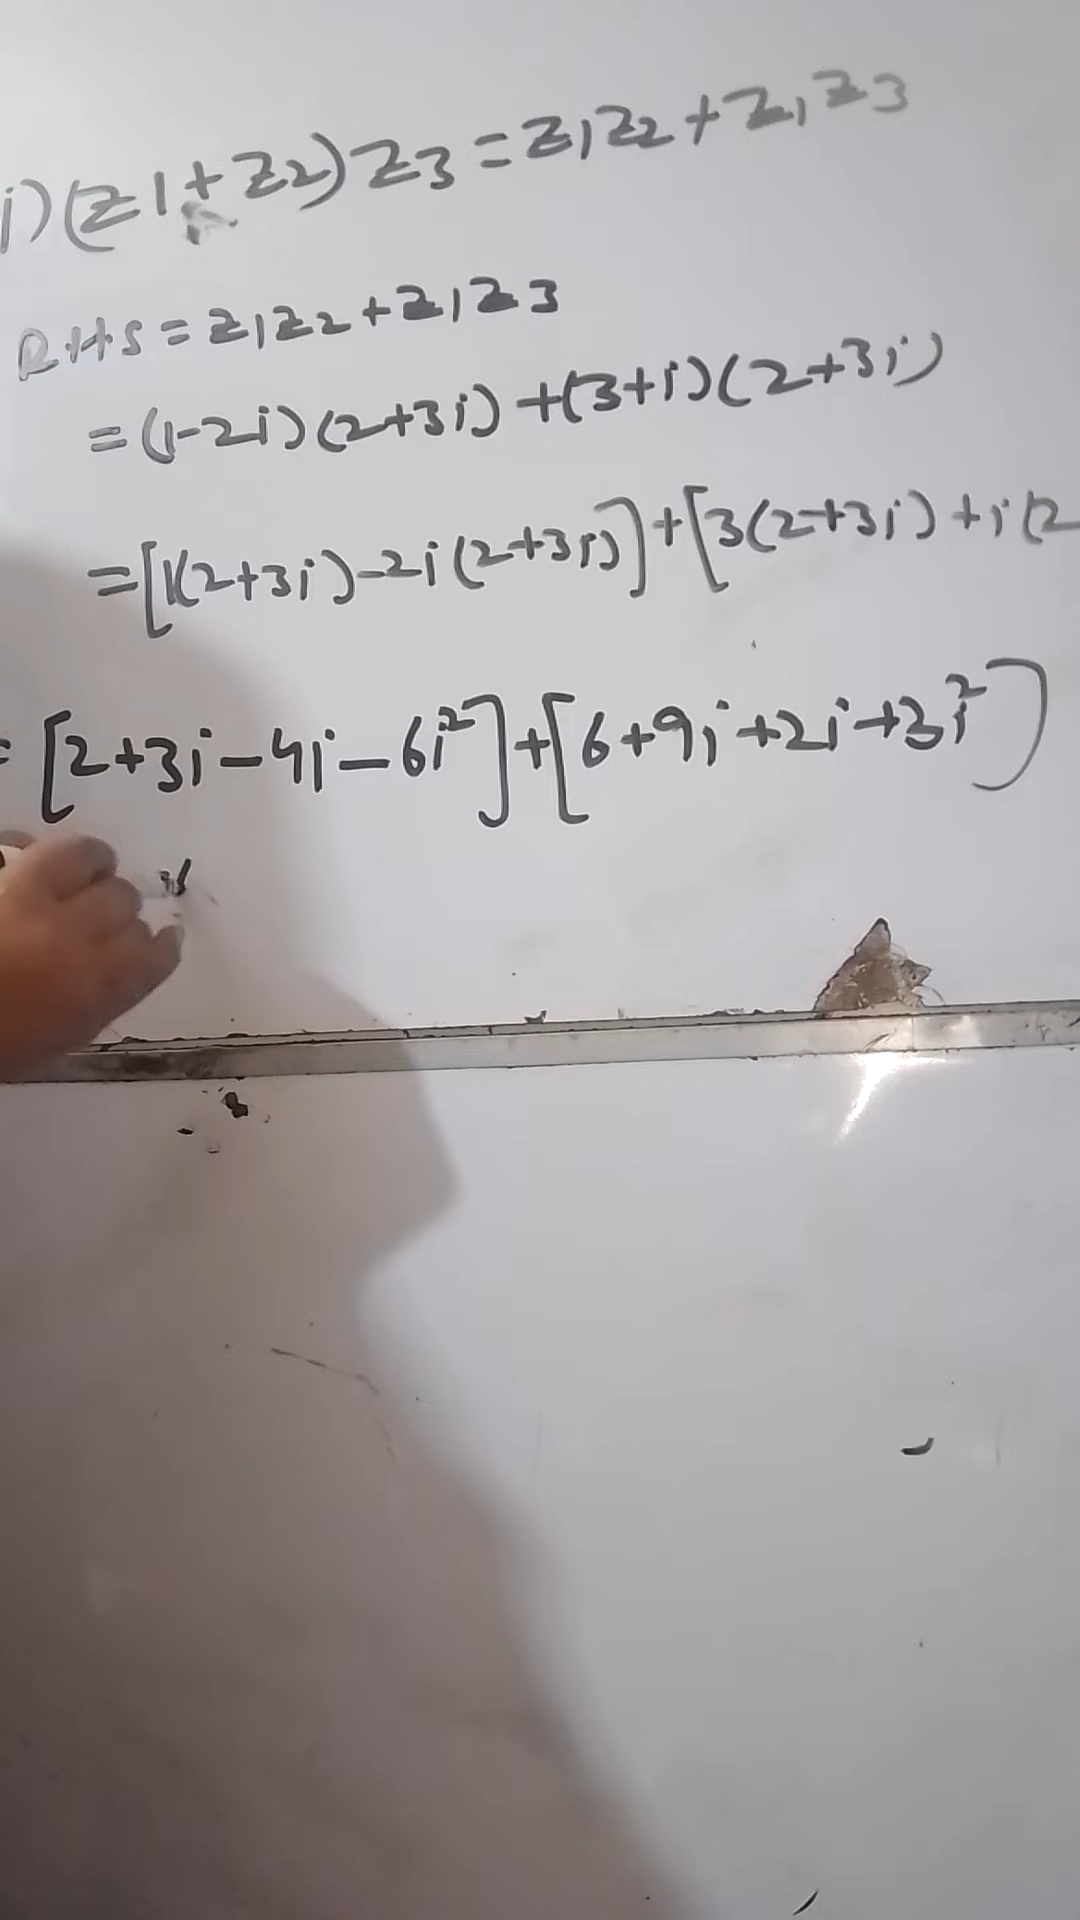 i) (z1+z2)z3=z1z2+z1z3
RHS=z1z2+z1z3
=(1-2i)(2+3i)+(3+i)(2+3i)
=[1(2+3i)-2i(2+3i)]+[3(2+3i)+i(2
=[2+3i-4i-6i²]+[6+9i+2i+3i²]